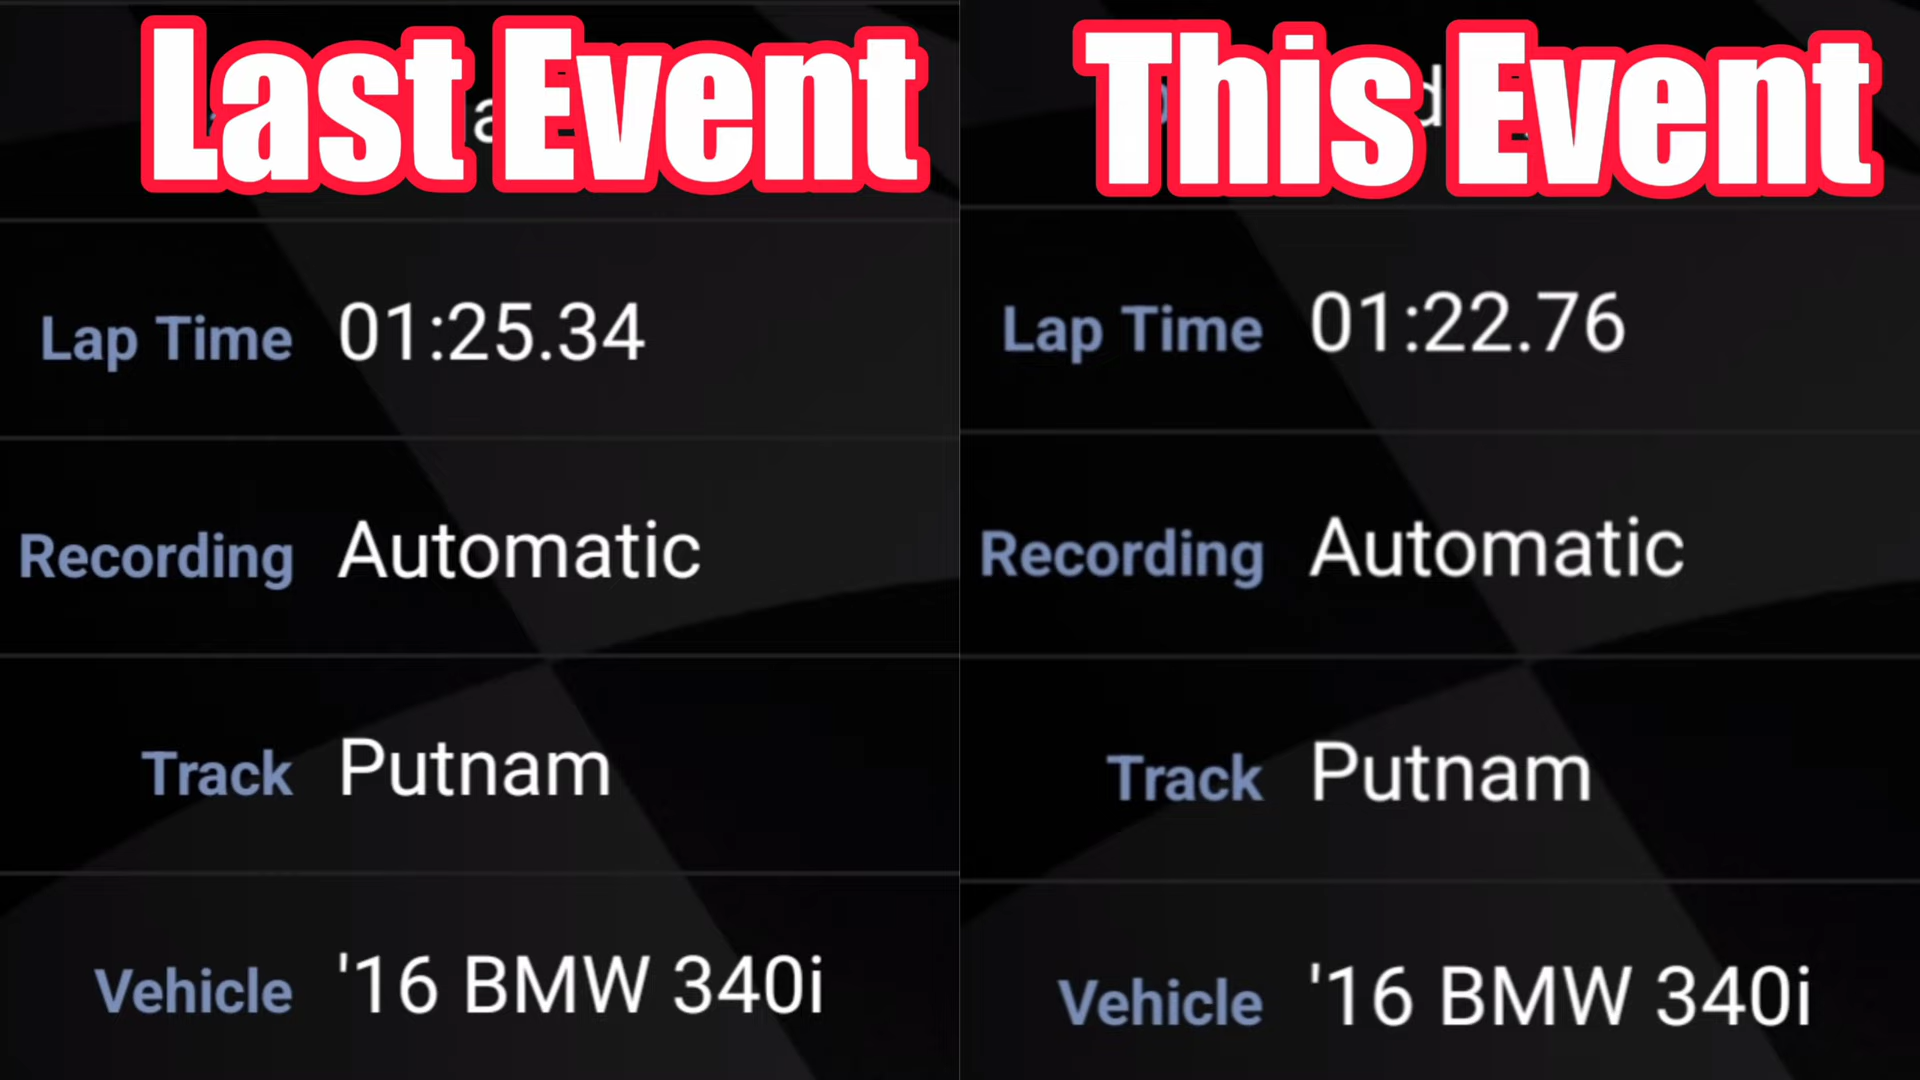 Last Event
Lap Time 01:25.34
Recording Automatic
Track Putnam
Vehicle '16 BMW 340i
This Event
Lap Time 01:22.76
Recording Automatic
Track Putnam
Vehicle '16 BMW 340i